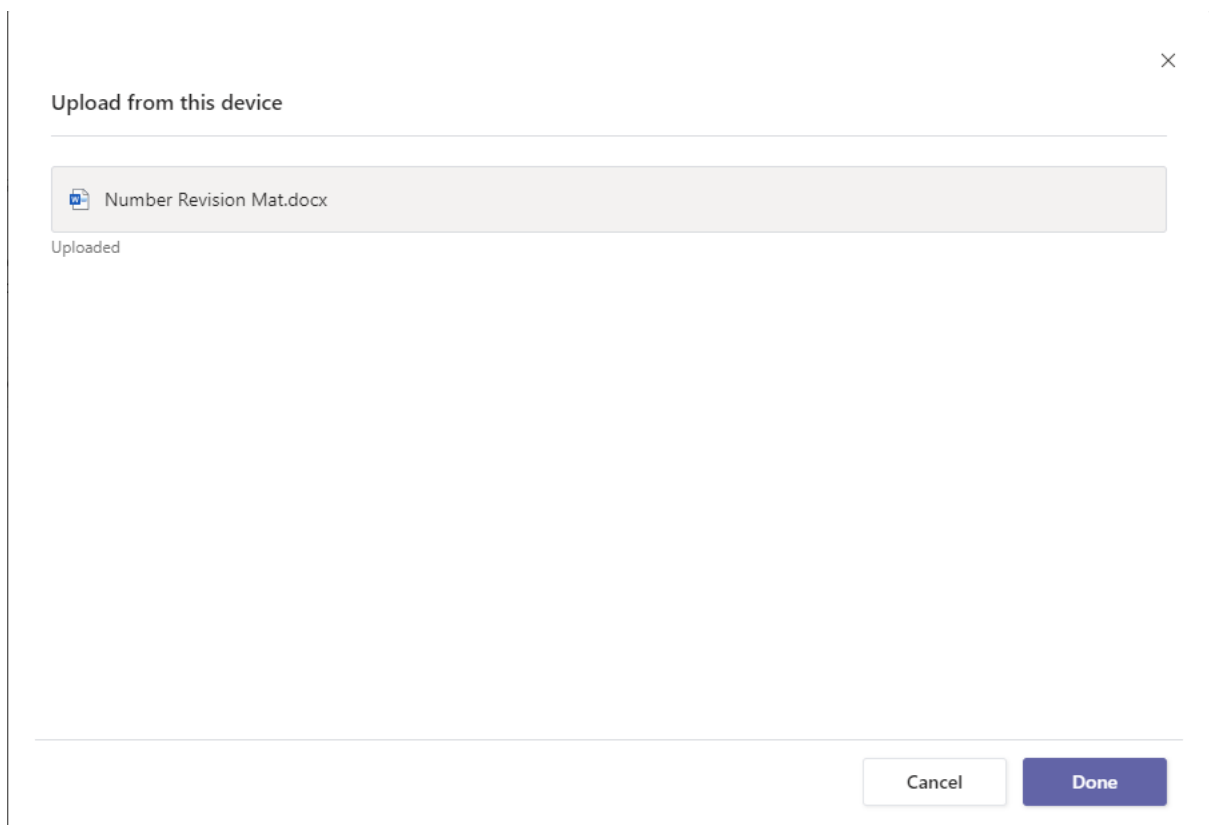 Upload from this device
Number Revision Mat.docx
Uploaded
Cancel
Done